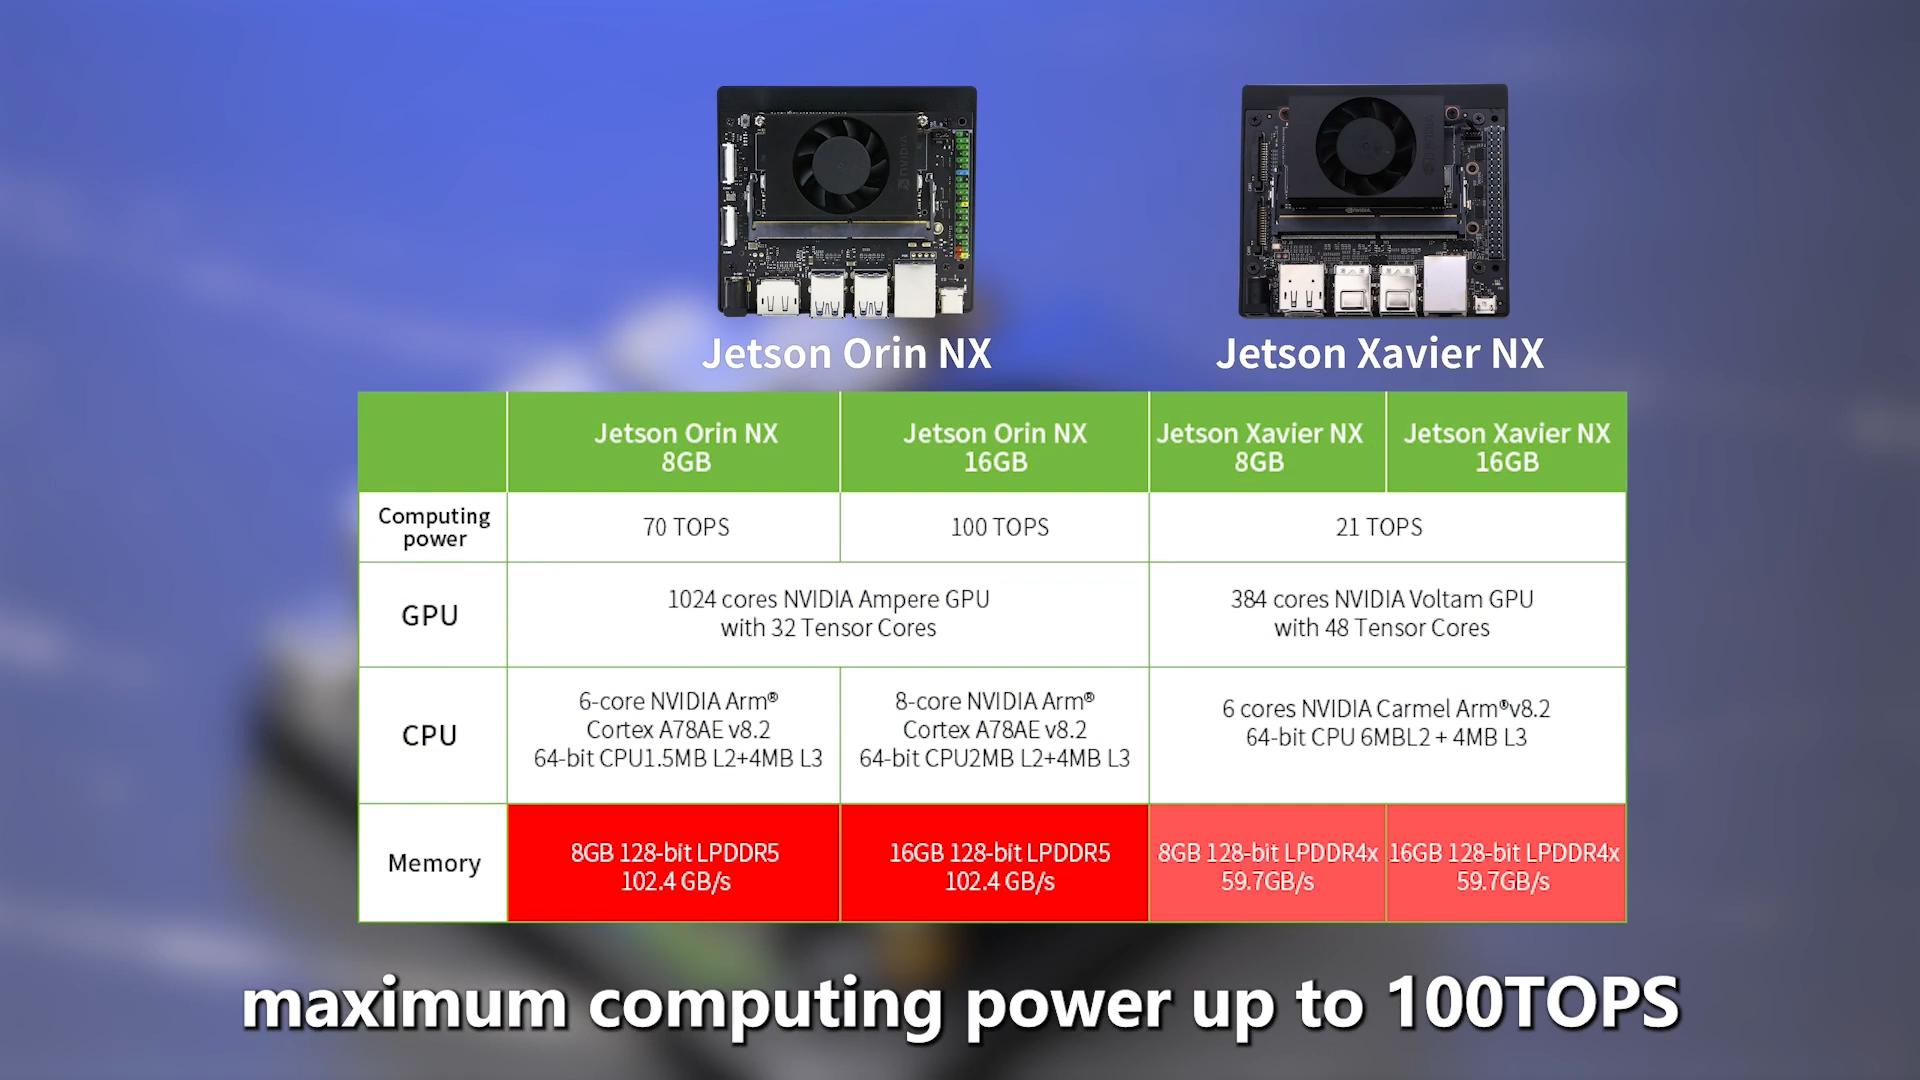 NVIDIA
NVIDIA
Jetson Orin NX
Jetson Xavier NX
Jetson Orin NX
8GB
Jetson Orin NX
16GB
Jetson Xavier NX
8GB
Jetson Xavier NX
16GB
Computing
power
70 TOPS
100 TOPS
21 TOPS
GPU
1024 cores NVIDIA Ampere GPU
with 32 Tensor Cores
384 cores NVIDIA Voltam GPU
with 48 Tensor Cores
CPU
6-core NVIDIA Arm®
Cortex A78AE v8.2
64-bit CPU1.5MB L2+4MB L3
8-core NVIDIA Arm®
Cortex A78AE v8.2
64-bit CPU2MB L2+4MB L3
6 cores NVIDIA Carmel Arm®v8.2
64-bit CPU 6MBL2 + 4MB L3
Memory
8GB 128-bit LPDDR5
102.4 GB/s
16GB 128-bit LPDDR5
102.4 GB/s
8GB 128-bit LPDDR4x
59.7GB/s
16GB 128-bit LPDDR4x
59.7GB/s
maximum computing power up to 100TOPS